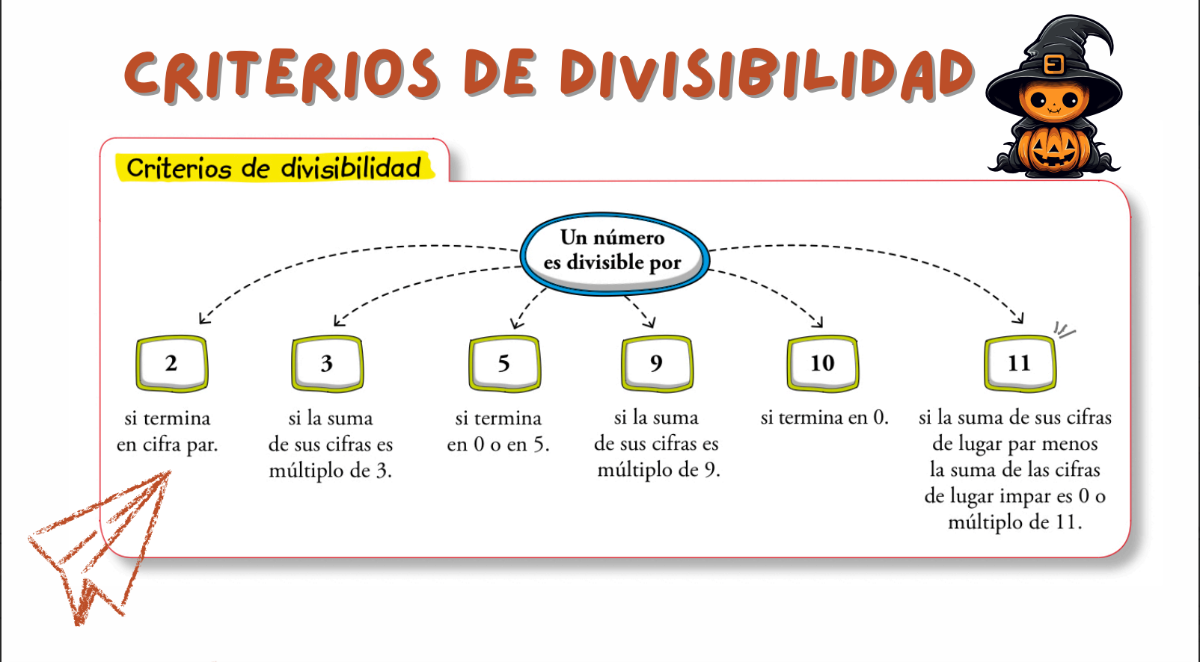 CRITERIOS DE DIVISIBILIDAD
Criterios de divisibilidad
Un número
es divisible por
2
si termina
en cifra par.
3
si la suma
de sus cifras es
múltiplo de 3.
5
si termina
en 0 o en 5.
9
si la suma
de sus cifras es
múltiplo de 9.
10
si termina en 0.
11
si la suma de sus cifras
de lugar par menos
la suma de las cifras
de lugar impar es 0 o
múltiplo de 11.